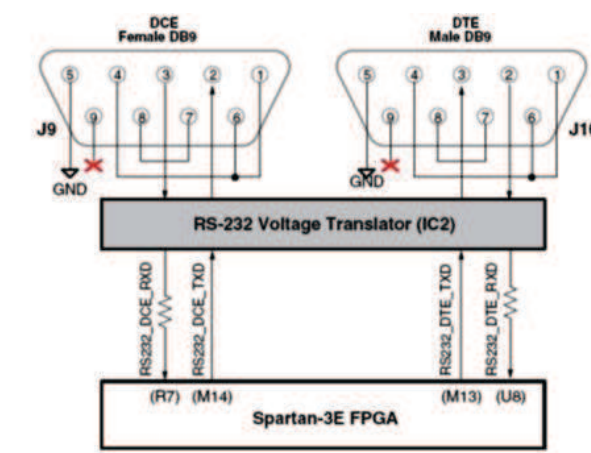 DCE
Female DB9
DTE
Male DB9
5 4 3 2 1
5 4 3 2 1
9 8 7 6
9 8 7 6
J9
J10
GND
GND
RS-232 Voltage Translator (IC2)
RS232_DCE_RXD
RS232_DCE_TXD
RS232_DTE_TXD
RS232_DTE_RXD
(R7) (M14)
(M13) (U8)
Spartan-3E FPGA